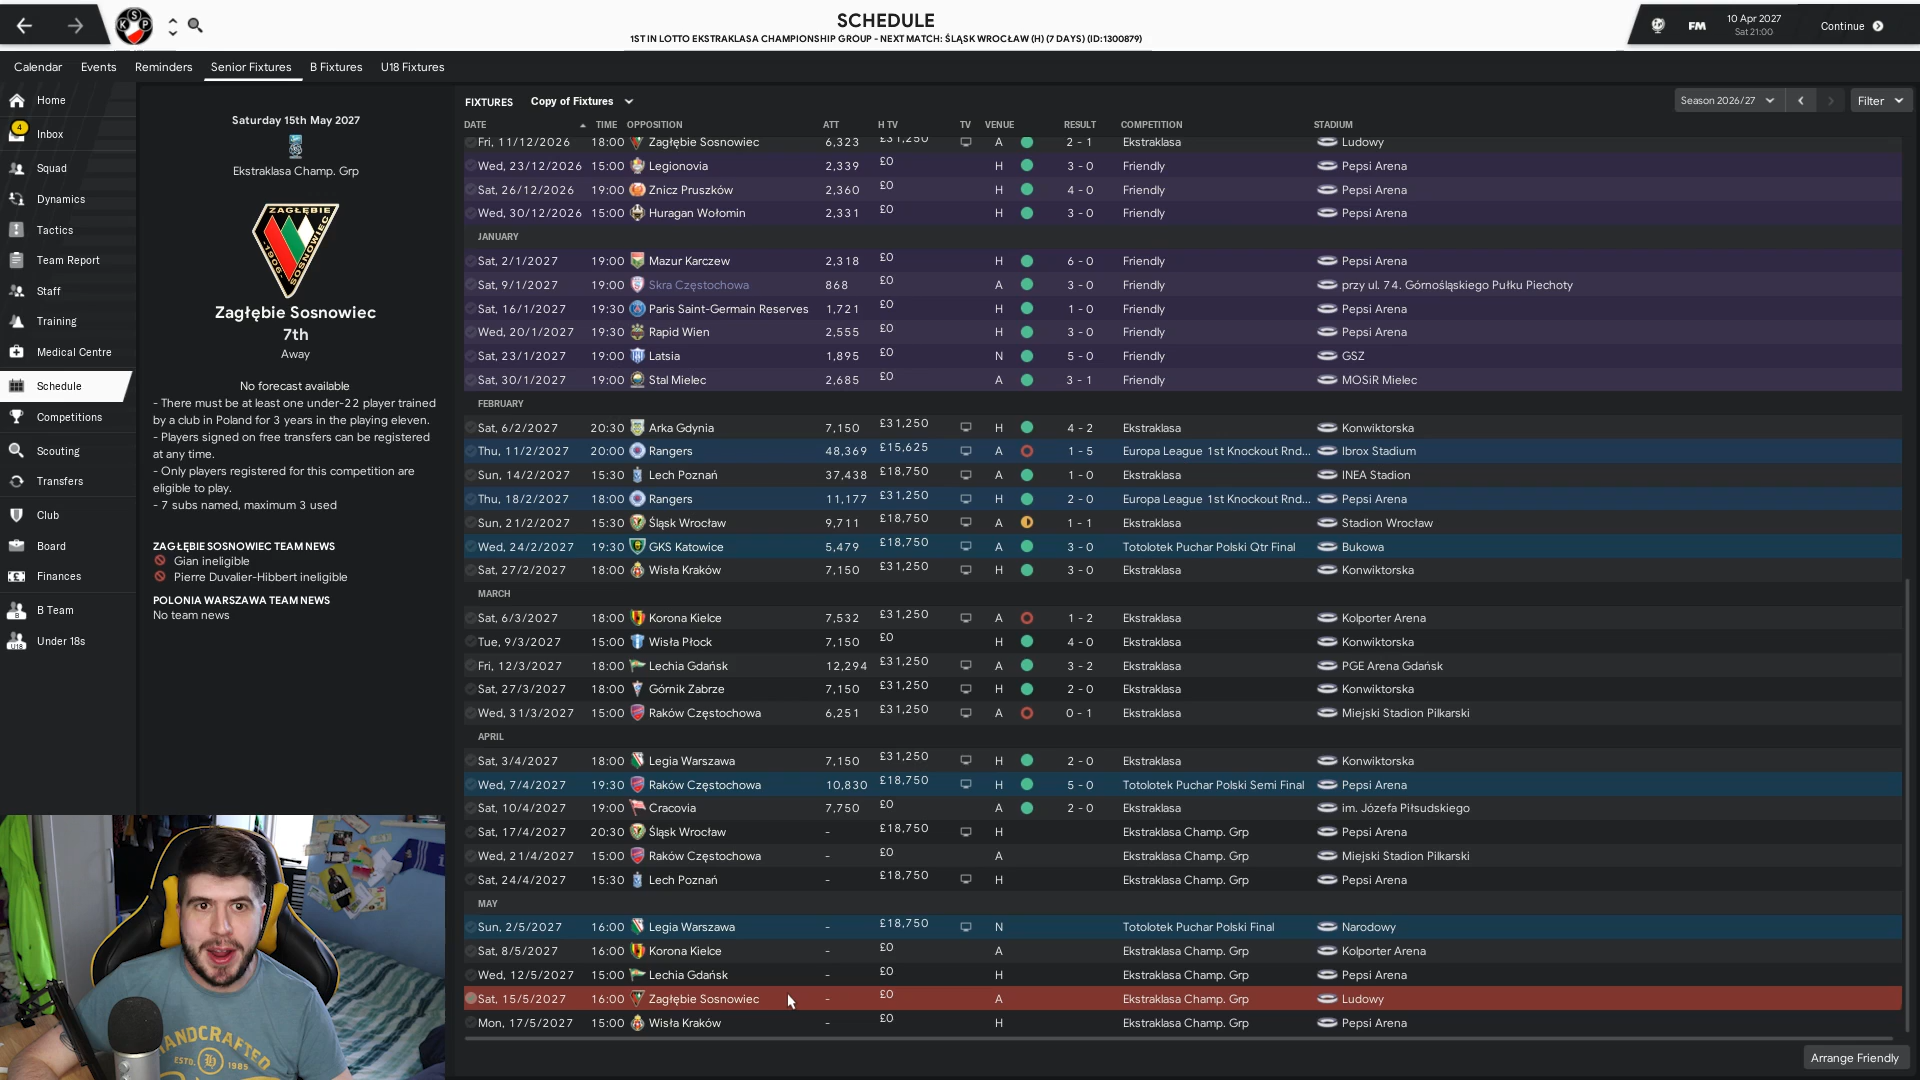 SCHEDULE
1ST IN LOTTO EKSTRAKLASA CHAMPIONSHIP GROUP - NEXT MATCH: ŚLĄSK WROCŁAW (H) (7 DAYS) (ID:1300879)
FM
10 Apr 2027
Sat 21:00
Continue
Calendar Events Reminders Senior Fixtures B Fixtures U18 Fixtures
Home
4
Inbox
Squad
Dynamics
Tactics
Team Report
Staff
Training
Medical Centre
Schedule
Competitions
Scouting
Transfers
Club
Board
Finances
B Team
Under 18s
Saturday 15th May 2027
Ekstraklasa Champ. Grp
ZAGŁĘBIE
SOSNOWIEC
1906
Zagłębie Sosnowiec
7th
Away
No forecast available
- There must be at least one under-22 player trained
by a club in Poland for 3 years in the playing eleven.
- Players signed on free transfers can be registered
at any time.
- Only players registered for this competition are
eligible to play.
- 7 subs named, maximum 3 used
ZAGŁĘBIE SOSNOWIEC TEAM NEWS
Gian ineligible
Pierre Duvalier-Hibbert ineligible
POLONIA WARSZAWA TEAM NEWS
No team news
FIXTURES Copy of Fixtures
Season 2026/27 Filter
DATE TIME OPPOSITION ATT H TV TV VENUE RESULT COMPETITION STADIUM
Fri, 11/12/2026 18:00 Zagłębie Sosnowiec 6,323 £31,250 A 2 - 1 Ekstraklasa Ludowy
Wed, 23/12/2026 15:00 Legionovia 2,339 £0 H 3 - 0 Friendly Pepsi Arena
Sat, 26/12/2026 19:00 Znicz Pruszków 2,360 £0 H 4 - 0 Friendly Pepsi Arena
Wed, 30/12/2026 15:00 Huragan Wołomin 2,331 £0 H 3 - 0 Friendly Pepsi Arena
JANUARY
Sat, 2/1/2027 19:00 Mazur Karczew 2,318 £0 H 6 - 0 Friendly Pepsi Arena
Sat, 9/1/2027 19:00 Skra Częstochowa 868 £0 A 3 - 0 Friendly przy ul. 74. Górnośląskiego Pułku Piechoty
Sat, 16/1/2027 19:30 Paris Saint-Germain Reserves 1,721 £0 H 1 - 0 Friendly Pepsi Arena
Wed, 20/1/2027 19:30 Rapid Wien 2,555 £0 H 3 - 0 Friendly Pepsi Arena
Sat, 23/1/2027 19:00 Latsia 1,895 £0 N 5 - 0 Friendly GSZ
Sat, 30/1/2027 19:00 Stal Mielec 2,685 £0 A 3 - 1 Friendly MOSiR Mielec
FEBRUARY
Sat, 6/2/2027 20:30 Arka Gdynia 7,150 £31,250 H 4 - 2 Ekstraklasa Konwiktorska
Thu, 11/2/2027 20:00 Rangers 48,369 £15,625 A 1 - 5 Europa League 1st Knockout Rnd... Ibrox Stadium
Sun, 14/2/2027 15:30 Lech Poznań 37,438 £18,750 A 1 - 0 Ekstraklasa INEA Stadion
Thu, 18/2/2027 18:00 Rangers 11,177 £31,250 H 2 - 0 Europa League 1st Knockout Rnd... Pepsi Arena
Sun, 21/2/2027 15:30 Śląsk Wrocław 9,711 £18,750 A 1 - 1 Ekstraklasa Stadion Wrocław
Wed, 24/2/2027 19:30 GKS Katowice 5,479 £18,750 A 3 - 0 Totolotek Puchar Polski Qtr Final Bukowa
Sat, 27/2/2027 18:00 Wisła Kraków 7,150 £31,250 H 3 - 0 Ekstraklasa Konwiktorska
MARCH
Sat, 6/3/2027 18:00 Korona Kielce 7,532 £31,250 A 1 - 2 Ekstraklasa Kolporter Arena
Tue, 9/3/2027 15:00 Wisła Płock 7,150 £0 H 4 - 0 Ekstraklasa Konwiktorska
Fri, 12/3/2027 18:00 Lechia Gdańsk 12,294 £31,250 A 3 - 2 Ekstraklasa PGE Arena Gdańsk
Sat, 27/3/2027 18:00 Górnik Zabrze 7,150 £31,250 H 2 - 0 Ekstraklasa Konwiktorska
Wed, 31/3/2027 15:00 Raków Częstochowa 6,251 £31,250 A 0 - 1 Ekstraklasa Miejski Stadion Pilkarski
APRIL
Sat, 3/4/2027 18:00 Legia Warszawa 7,150 £31,250 H 2 - 0 Ekstraklasa Konwiktorska
Wed, 7/4/2027 19:30 Raków Częstochowa 10,830 £18,750 H 5 - 0 Totolotek Puchar Polski Semi Final Pepsi Arena
Sat, 10/4/2027 19:00 Cracovia 7,750 £0 A 2 - 0 Ekstraklasa im. Józefa Piłsudskiego
Sat, 17/4/2027 20:30 Śląsk Wrocław - £18,750 H Ekstraklasa Champ. Grp Pepsi Arena
Wed, 21/4/2027 15:00 Raków Częstochowa - £0 A Ekstraklasa Champ. Grp Miejski Stadion Pilkarski
Sat, 24/4/2027 15:30 Lech Poznań - £18,750 H Ekstraklasa Champ. Grp Pepsi Arena
MAY
Sun, 2/5/2027 16:00 Legia Warszawa - £18,750 N Totolotek Puchar Polski Final Narodowy
Sat, 8/5/2027 16:00 Korona Kielce - £0 A Ekstraklasa Champ. Grp Kolporter Arena
Wed, 12/5/2027 15:00 Lechia Gdańsk - £0 H Ekstraklasa Champ. Grp Pepsi Arena
Sat, 15/5/2027 16:00 Zagłębie Sosnowiec - £0 A Ekstraklasa Champ. Grp Ludowy
Mon, 17/5/2027 15:00 Wisła Kraków - £0 H Ekstraklasa Champ. Grp Pepsi Arena
Arrange Friendly
HANDCRAFTED
ESTD. 1985